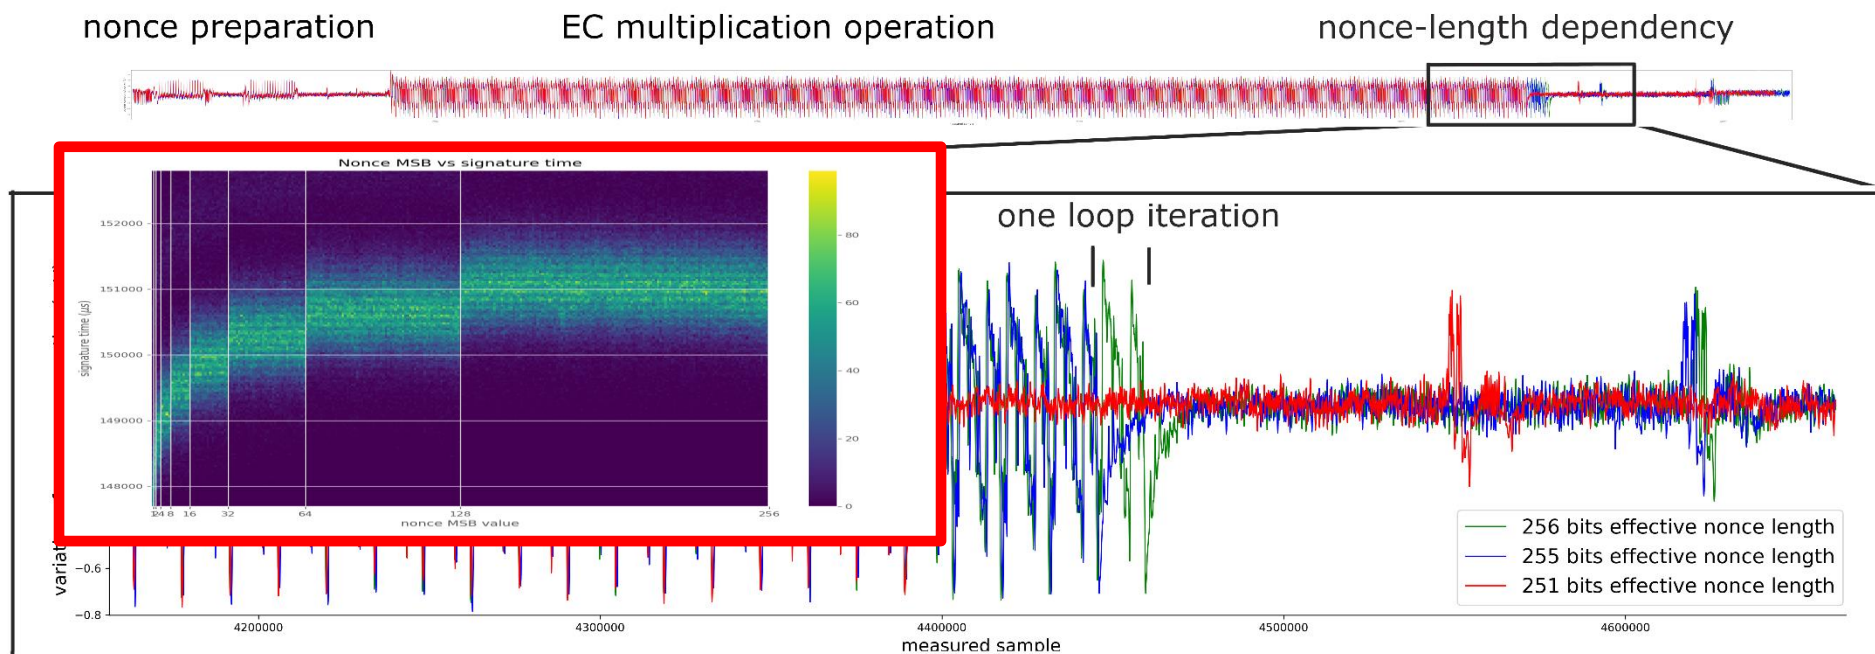 nonce preparation
EC multiplication operation
nonce-length dependency
Nonce MSB vs signature time
152000
151000
150000
149000
148000
signature time (µs)
8
16
32
64
128
256
nonce MSB value
80
60
40
20
0
one loop iteration
256 bits effective nonce length
255 bits effective nonce length
251 bits effective nonce length
−0.6
−0.8
4200000
4300000
4400000
4500000
4600000
measured sample